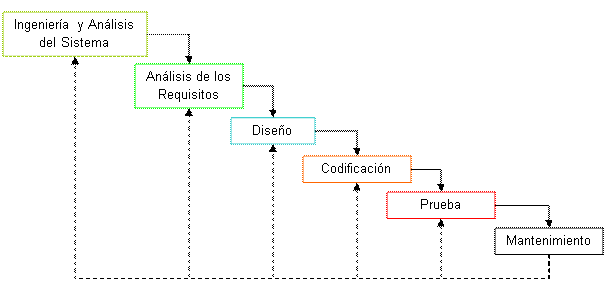 Ingeniería y Análisis
del Sistema
Análisis de los
Requisitos
Diseño
Codificación
Prueba
Mantenimiento